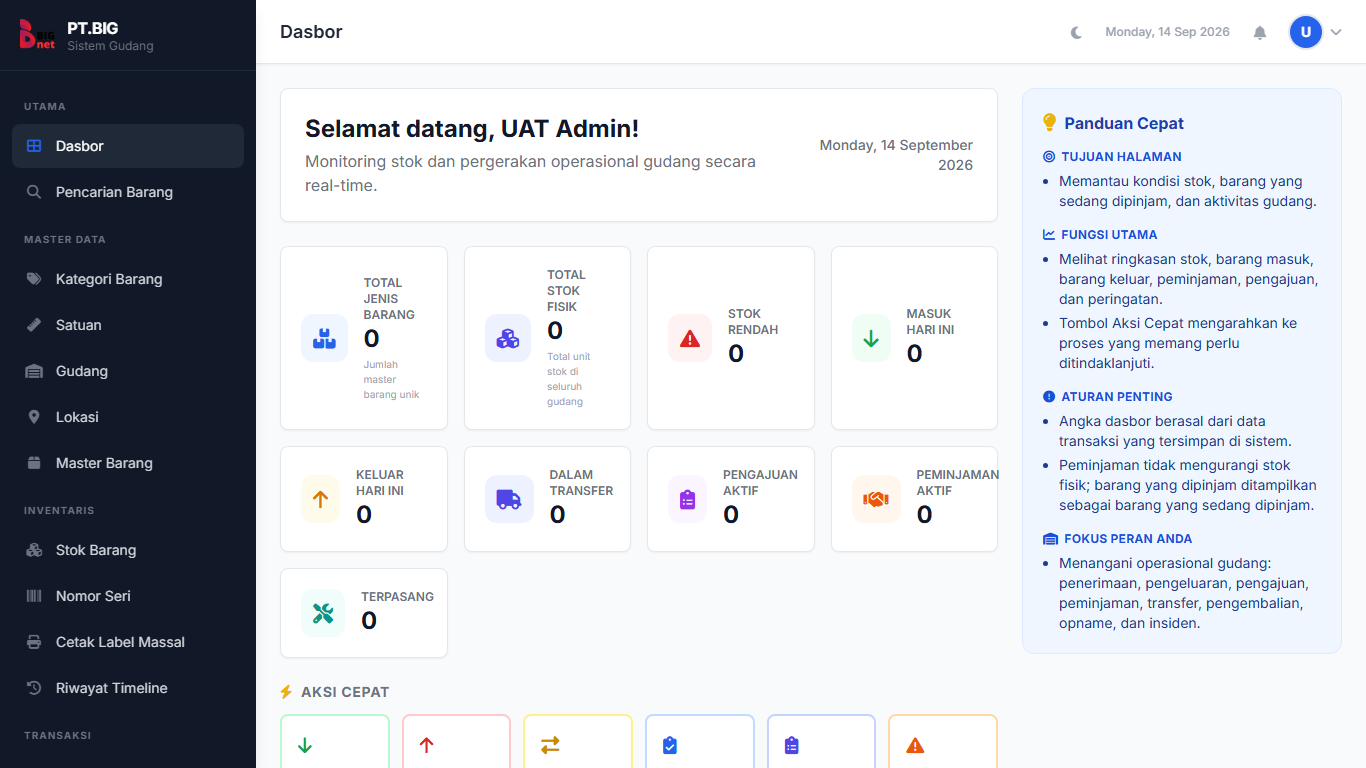 BIG
net
PT.BIG
Sistem Gudang
UTAMA
Dasbor
Pencarian Barang
MASTER DATA
Kategori Barang
Satuan
Gudang
Lokasi
Master Barang
INVENTARIS
Stok Barang
Nomor Seri
Cetak Label Massal
Riwayat Timeline
TRANSAKSI
Dasbor
Monday, 14 Sep 2026
U
Selamat datang, UAT Admin!
Monitoring stok dan pergerakan operasional gudang secara
real-time.
Monday, 14 September
2026
TOTAL
JENIS
BARANG
0
Jumlah
master
barang unik
TOTAL
STOK
FISIK
0
Total unit
stok di
seluruh
gudang
STOK
RENDAH
0
MASUK
HARI INI
0
KELUAR
HARI INI
0
DALAM
TRANSFER
0
PENGAJUAN
AKTIF
0
PEMINJAMAN
AKTIF
0
TERPASANG
0
AKSI CEPAT
Panduan Cepat
TUJUAN HALAMAN
Memantau kondisi stok, barang yang
sedang dipinjam, dan aktivitas gudang.
FUNGSI UTAMA
Melihat ringkasan stok, barang masuk,
barang keluar, peminjaman, pengajuan,
dan peringatan.
Tombol Aksi Cepat mengarahkan ke
proses yang memang perlu
ditindaklanjuti.
ATURAN PENTING
Angka dasbor berasal dari data
transaksi yang tersimpan di sistem.
Peminjaman tidak mengurangi stok
fisik; barang yang dipinjam ditampilkan
sebagai barang yang sedang dipinjam.
FOKUS PERAN ANDA
Menangani operasional gudang:
penerimaan, pengeluaran, pengajuan,
peminjaman, transfer, pengembalian,
opname, dan insiden.